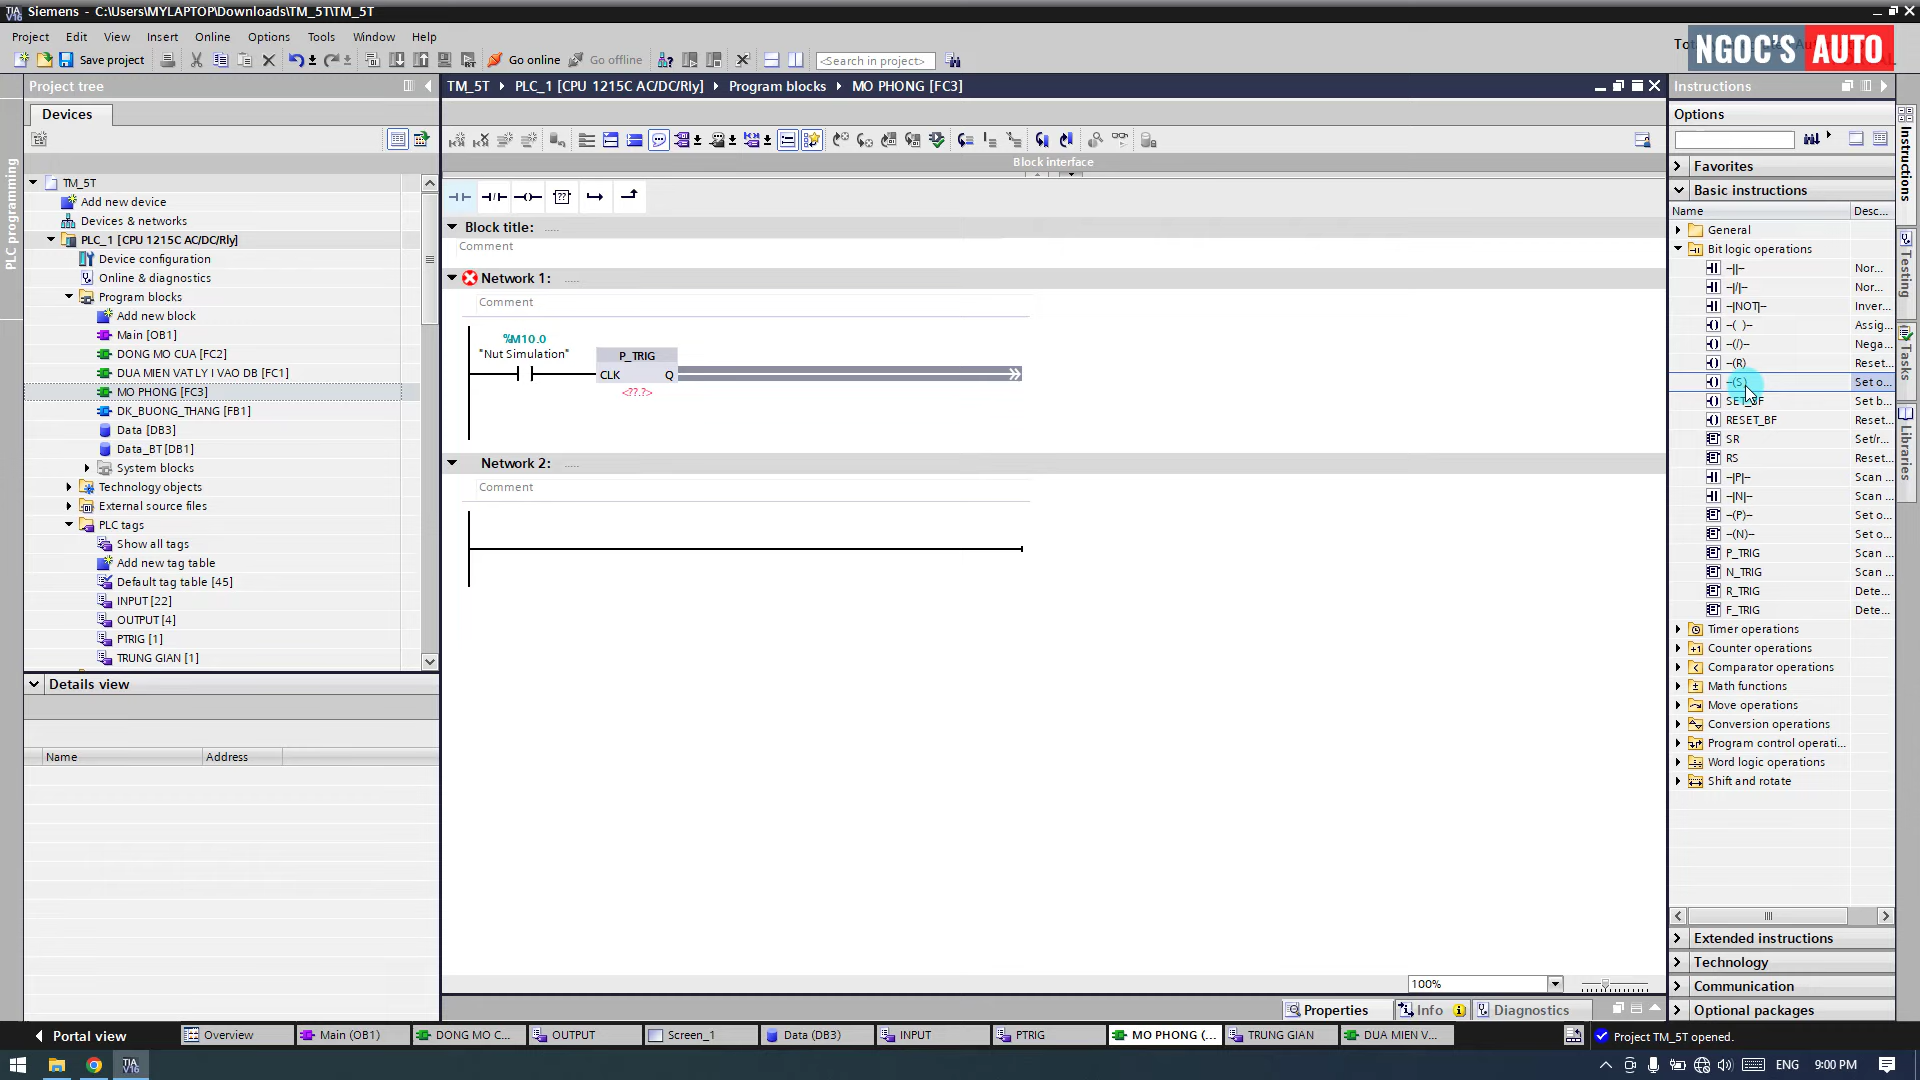 Siemens - C:\Users\MYLAPTOP\Downloads\TM_5T\TM_5T
Project Edit View Insert Online Options Tools Window Help
NGOC'S AUTO
Save project
Go online
Go offline
<Search in project>
Project tree
TM_5T PLC_1 [CPU 1215C AC/DC/Rly] Program blocks MO PHONG [FC3]
Instructions
Devices
Options
Block interface
PLC programming
TM_5T
Add new device
Devices & networks
PLC_1 [CPU 1215C AC/DC/Rly]
Device configuration
Online & diagnostics
Program blocks
Add new block
Main [OB1]
DONG MO CUA [FC2]
DUA MIEN VAT LY I VAO DB [FC1]
MO PHONG [FC3]
DK_BUONG_THANG [FB1]
Data [DB3]
Data_BT [DB1]
System blocks
Technology objects
External source files
PLC tags
Show all tags
Add new tag table
Default tag table [45]
INPUT [22]
OUTPUT [4]
PTRIG [1]
TRUNG GIAN [1]
Details view
Name Address
??
Block title:
Comment
Network 1: .....
Comment
%M10.0
"Nut Simulation"
P_TRIG
CLK Q
<??.?>
Network 2: .....
Comment
100%
Properties Info Diagnostics
Favorites
Basic instructions
Name Desc...
General
Bit logic operations
–||– Nor...
–|/|– Nor...
–|NOT|– Inver...
–( )– Assig...
–(/)– Nega...
–(R) Reset...
–(S) Set o...
SET_BF Set b...
RESET_BF Reset...
SR Set/r...
RS Reset...
–|P|– Scan ...
–|N|– Scan ...
–(P)– Set o...
–(N)– Set o...
P_TRIG Scan ...
N_TRIG Scan ...
R_TRIG Dete...
F_TRIG Dete...
Timer operations
Counter operations
Comparator operations
Math functions
Move operations
Conversion operations
Program control operati...
Word logic operations
Shift and rotate
Extended instructions
Technology
Communication
Optional packages
Instructions
Testing
Tasks
Libraries
Portal view
Overview
Main (OB1)
DONG MO C...
OUTPUT
Screen_1
Data (DB3)
INPUT
PTRIG
MO PHONG (...
TRUNG GIAN
DUA MIEN V...
Project TM_5T opened.
TIA V16
ENG 9:00 PM